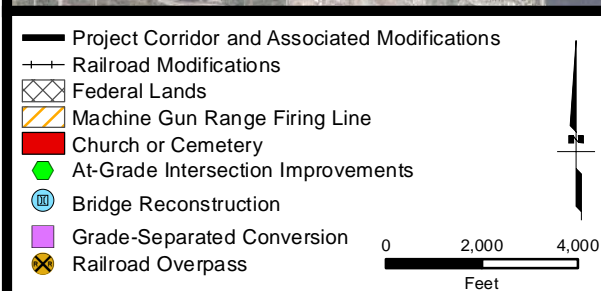 Project Corridor and Associated Modifications
Railroad Modifications
Federal Lands
Machine Gun Range Firing Line
Church or Cemetery
At-Grade Intersection Improvements
Bridge Reconstruction
Grade-Separated Conversion
R R Railroad Overpass
N
0 2,000 4,000
Feet